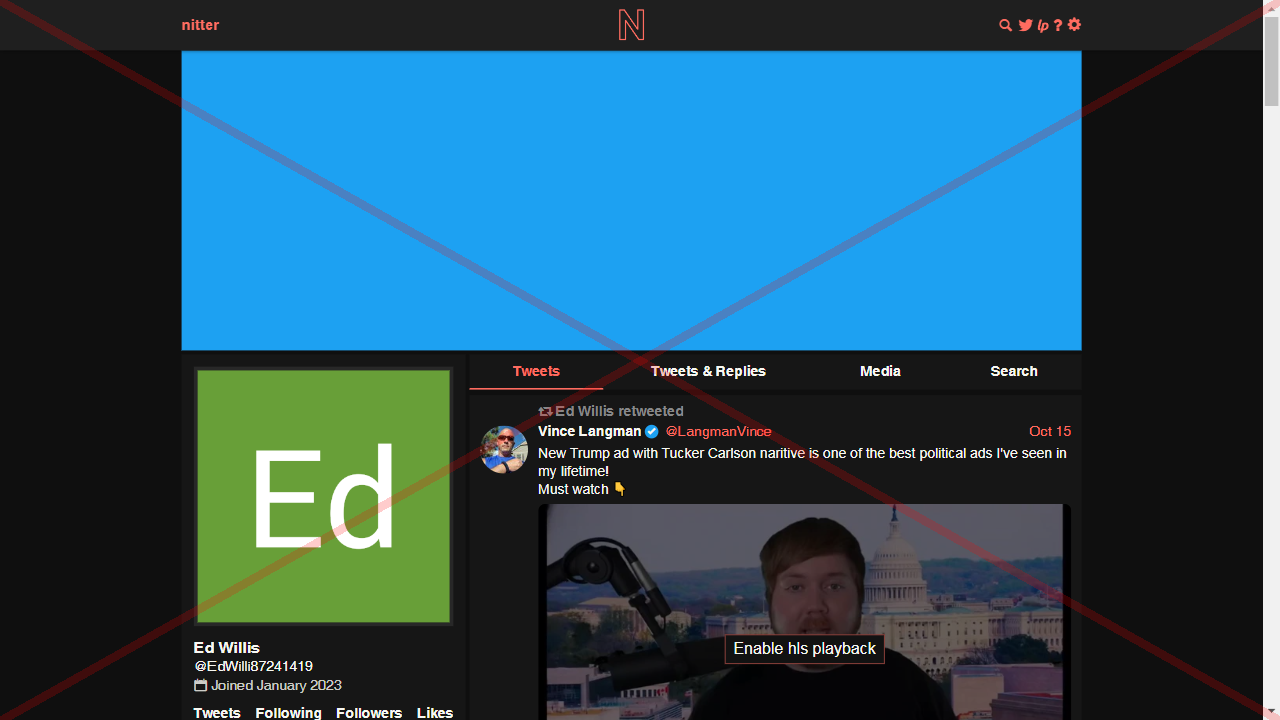 nitter
N
lp ?
Tweets
Tweets & Replies
Media
Search
Ed Willis retweeted
Vince Langman @LangmanVince Oct 15
New Trump ad with Tucker Carlson naritive is one of the best political ads I've seen in
my lifetime!
Must watch 👇
Enable hls playback
Ed
Ed Willis
@EdWilli87241419
Joined January 2023
Tweets Following Followers Likes